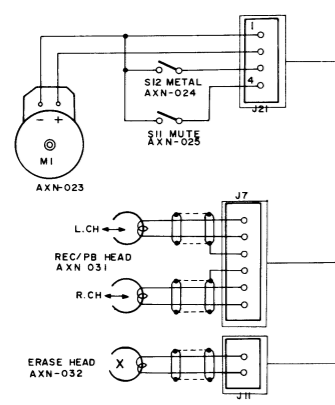 1
S12 METAL
AXN-024
4
J21
S11 MUTE
AXN-025
- +
M1
AXN-023
J7
L.CH
REC/PB HEAD
AXN 031
R.CH
ERASE HEAD
AXN-032
X
J11